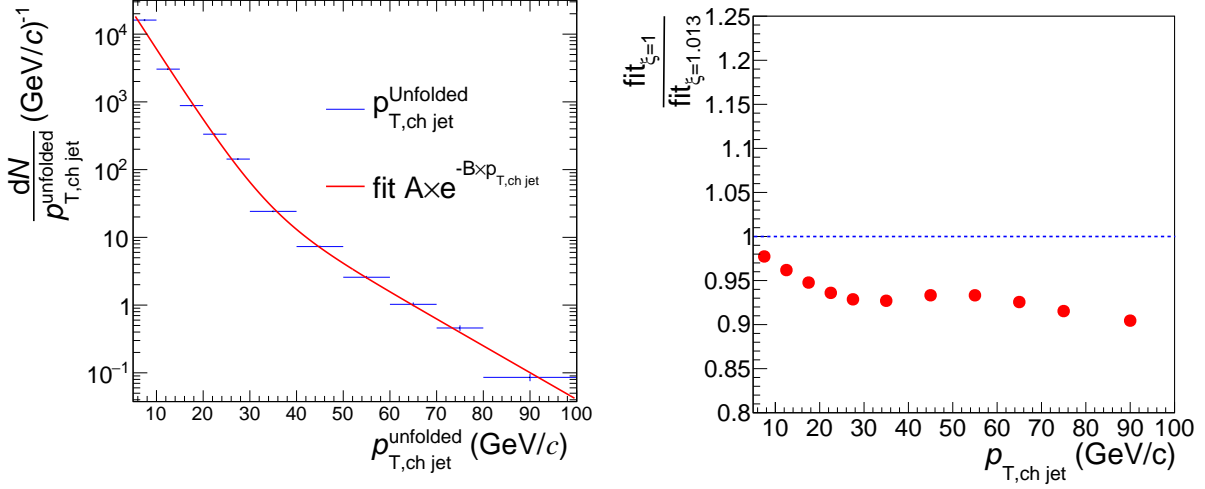 dN
p^unfolded_T,ch jet (GeV/c)^-1
10^4
10^3
10^2
10
1
10^−1
p^Unfolded_T,ch jet
fit A×e^-B×p_T,ch jet
10 20 30 40 50 60 70 80 90 100
p^unfolded_T,ch jet (GeV/c)
fit_ξ=1
fit_ξ=1.013
1.25
1.2
1.15
1.1
1.05
1
0.95
0.9
0.85
0.8
10 20 30 40 50 60 70 80 90 100
p_T,ch jet (GeV/c)